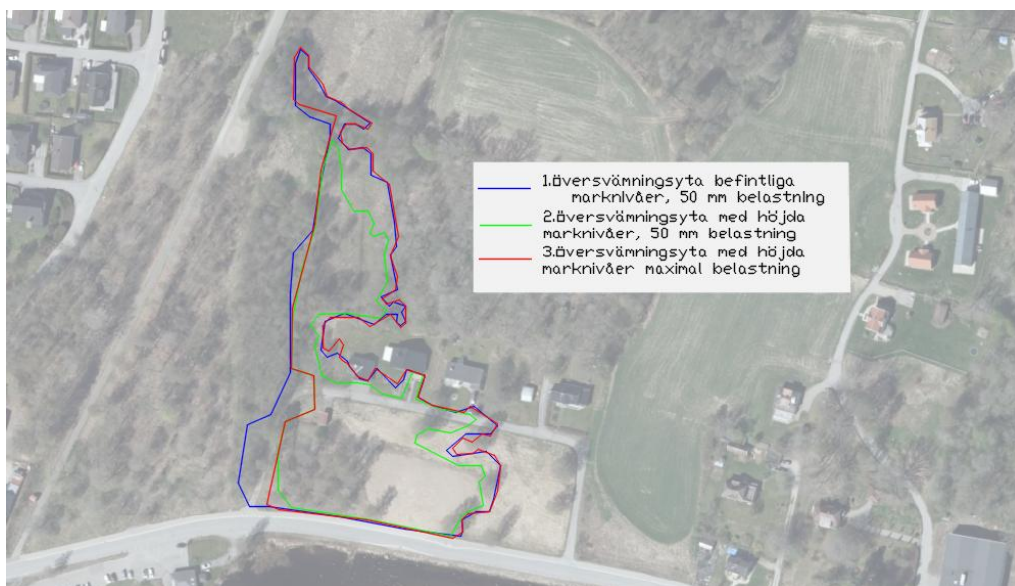 1.översvämningsyta befintliga
marknivåer, 50 mm belastning
2.översvämningsyta med höjda
marknivåer, 50 mm belastning
3.översvämningsyta med höjda
marknivåer maximal belastning